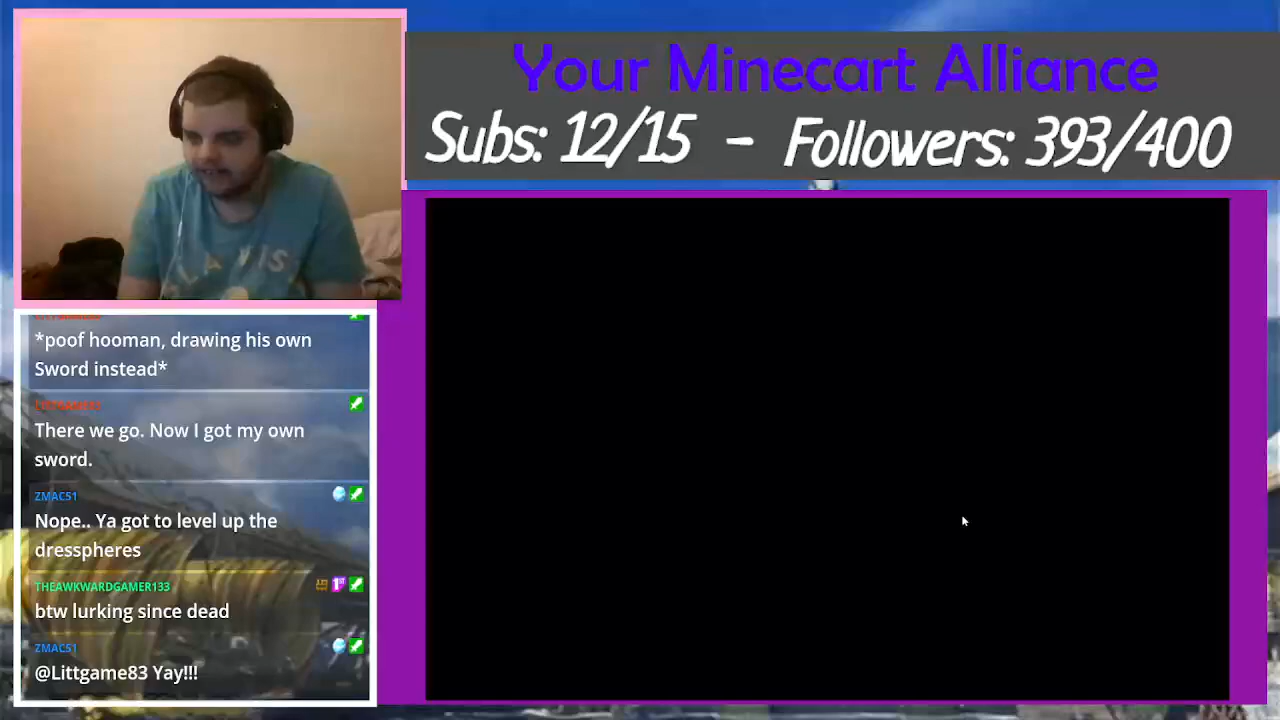 Your Minecart Alliance
Subs: 12/15 - Followers: 393/400
*poof hooman, drawing his own
Sword instead*
There we go. Now I got my own
sword.
ZMAC51
Nope.. Ya got to level up the
dresspheres
THEAWKWARDGAMER133
btw lurking since dead
ZMAC51
@Littgame83 Yay!!!